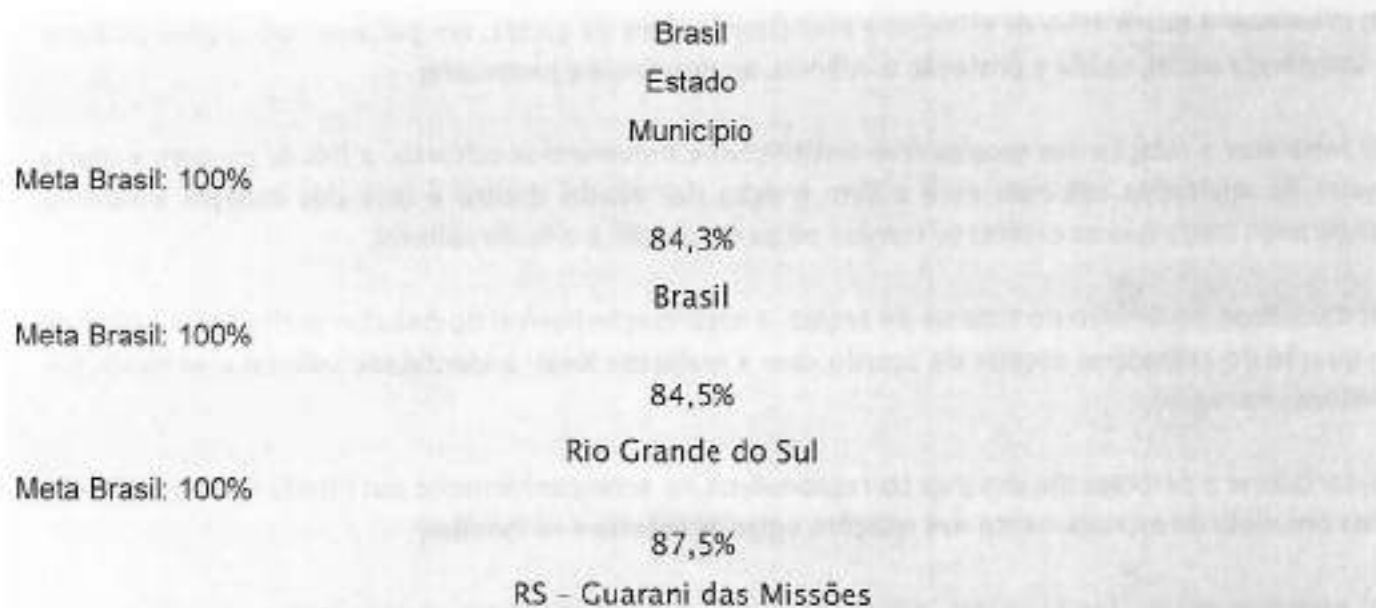 Brasil
Estado
Município
Meta Brasil: 100%
84,3%
Brasil
Meta Brasil: 100%
84,5%
Rio Grande do Sul
Meta Brasil: 100%
87,5%
RS – Guarani das Missões